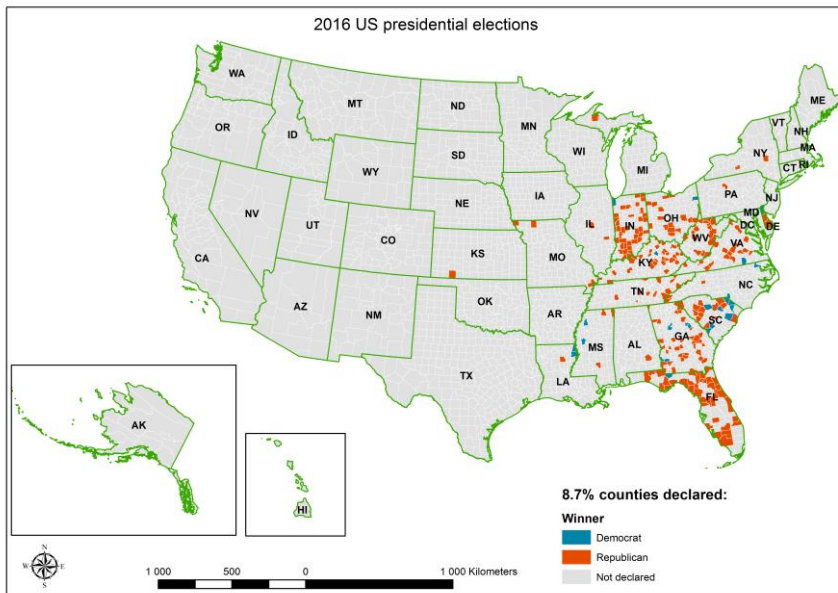 2016 US presidential elections
WA
MT
ND
ME
OR
ID
MN
VT
NH
SD
WI
NY
MA
WY
MI
CT
RI
IA
PA
NE
NJ
NV
IL
IN
OH
MD
UT
DC
DE
CO
WV
VA
KS
MO
CA
KY
NC
TN
AZ
NM
OK
AR
SC
MS
AL
GA
TX
LA
FL
AK
HI
8.7% counties declared:
Winner
Democrat
Republican
Not declared
N
W
E
S
1 000
500
0
1 000 Kilometers